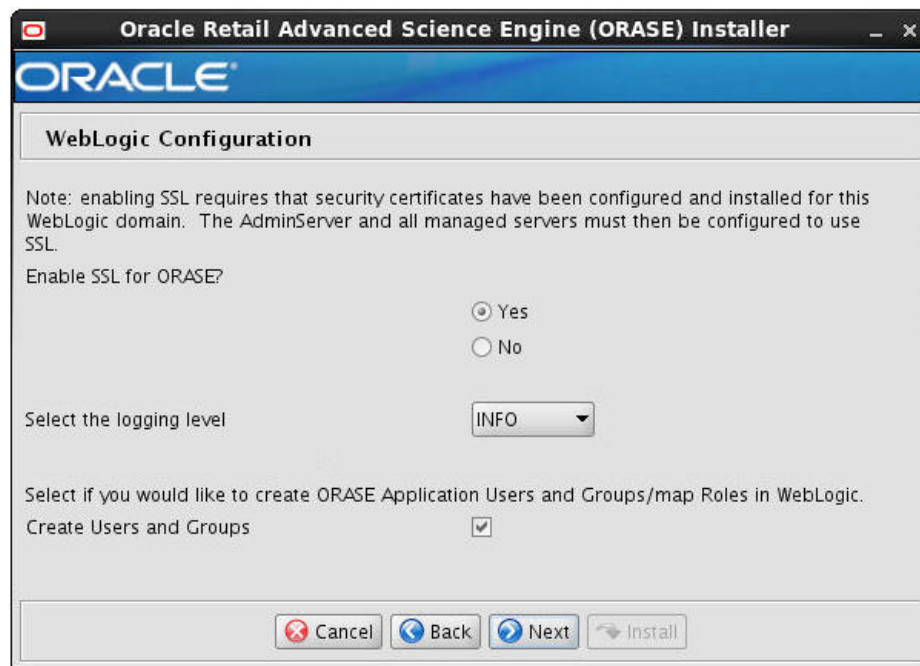 Oracle Retail Advanced Science Engine (ORASE) Installer
ORACLE®
WebLogic Configuration
Note: enabling SSL requires that security certificates have been configured and installed for this
WebLogic domain. The AdminServer and all managed servers must then be configured to use
SSL.
Enable SSL for ORASE?
Yes
No
Select the logging level INFO
Select if you would like to create ORASE Application Users and Groups/map Roles in WebLogic.
Create Users and Groups
Cancel Back Next Install